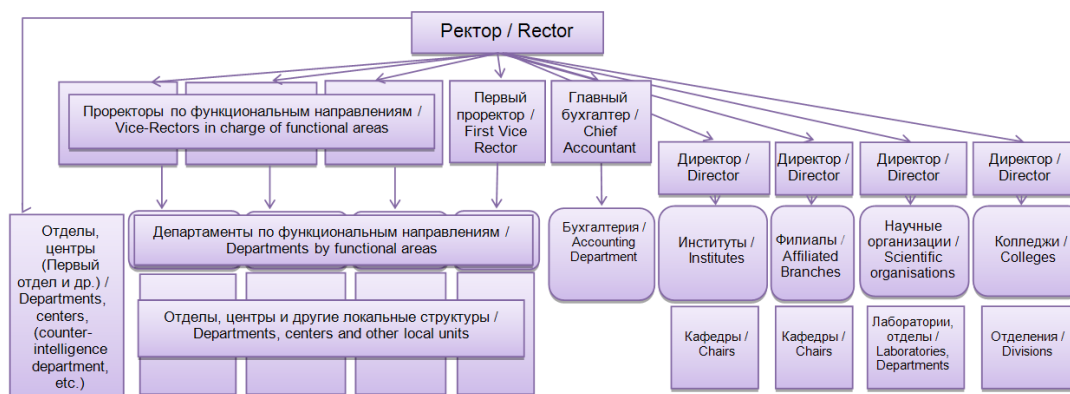 Ректор / Rector
Проректоры по функциональным направлениям /
Vice-Rectors in charge of functional areas
Первый
проректор /
First Vice
Rector
Главный
бухгалтер /
Chief
Accountant
Директор /
Director
Директор /
Director
Директор /
Director
Директор /
Director
Отделы,
центры
(Первый
отдел и др.) /
Departments,
centers,
(counter-
intelligence
department,
etc.)
Департаменты по функциональным направлениям /
Departments by functional areas
Бухгалтерия /
Accounting
Department
Институты /
Institutes
Филиалы /
Affiliated
Branches
Научные
организации /
Scientific
organisations
Колледжи /
Colleges
Отделы, центры и другие локальные структуры /
Departments, centers and other local units
Кафедры /
Chairs
Кафедры /
Chairs
Лаборатории,
отделы /
Laboratories,
Departments
Отделения /
Divisions